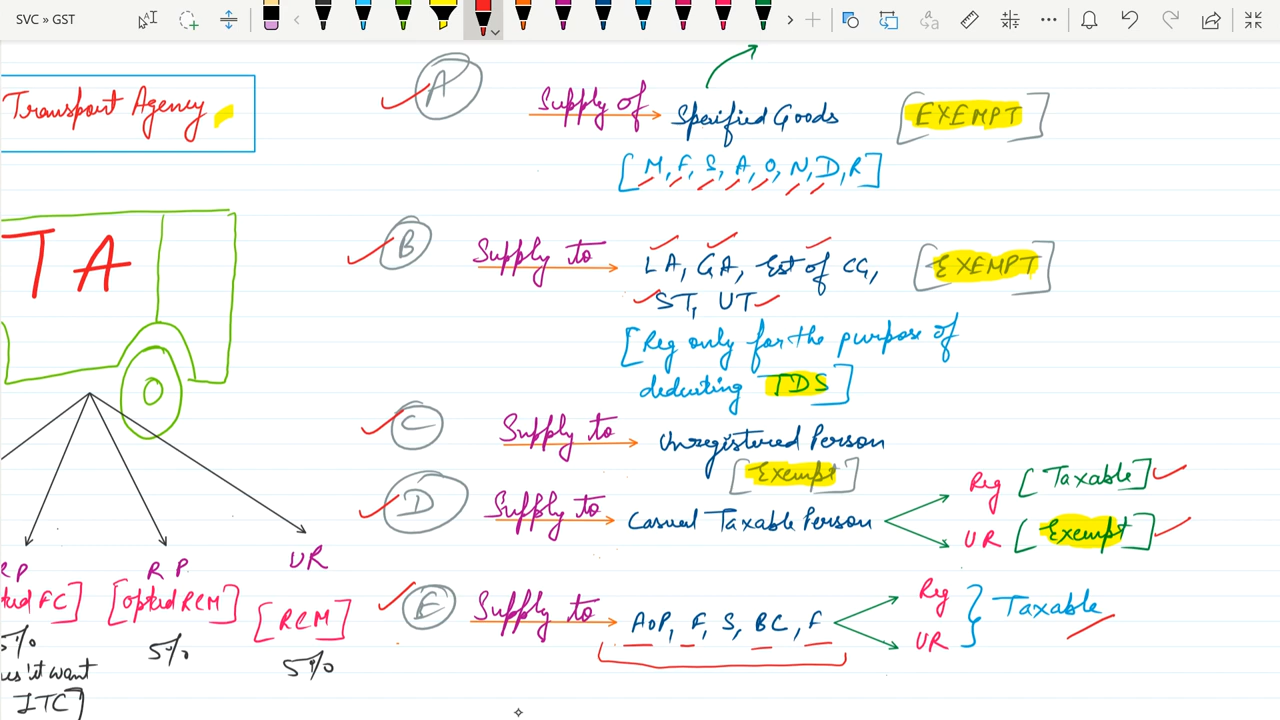 SVC » GST
Transport Agency
TA
RP
RP
UR
FC]
[opted RCM]
[RCM]
5%
5%
want
ITC]
A
Supply of
Specified Goods
[EXEMPT]
[M, F, S, A, O, N, D, R]
B
Supply to
LA, GA, Est of CG,
[EXEMPT]
ST, UT
[Reg only for the purpose of
deducting TDS]
C
Supply to
Unregistered Person
[Exempt]
D
Supply to
Casual Taxable Person
Reg [Taxable]
UR [Exempt]
E
Supply to
AoP, F, S, BC, F
Reg
UR
} Taxable